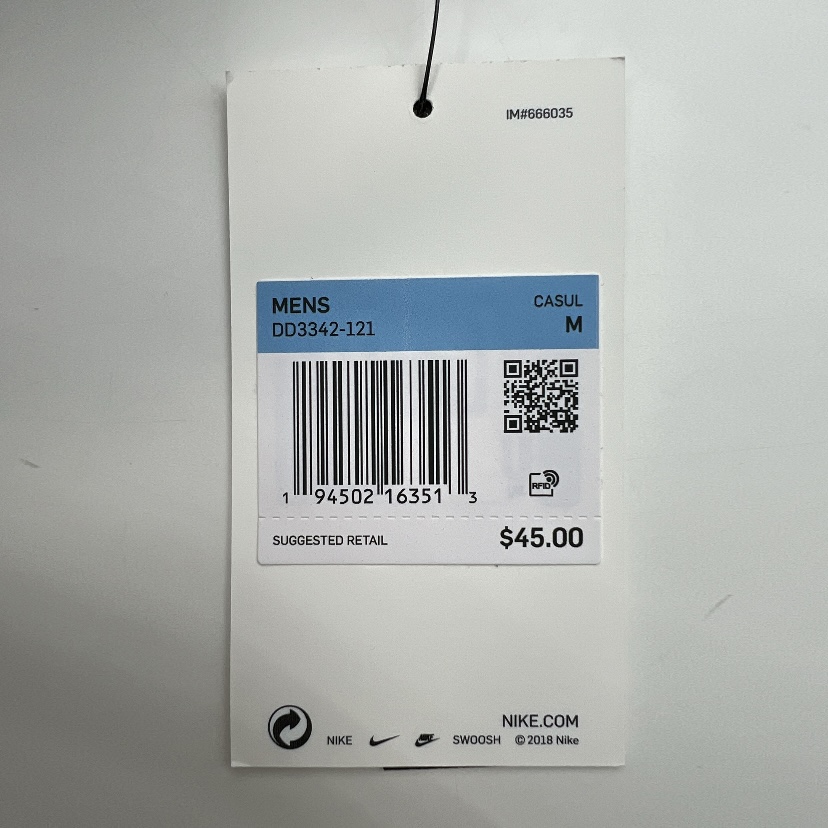 IM#666035
MENS
CASUL
DD3342-121
M
RFID
1 94502 16351 3
SUGGESTED RETAIL
$45.00
NIKE.COM
NIKE
NIKE
SWOOSH
© 2018 Nike